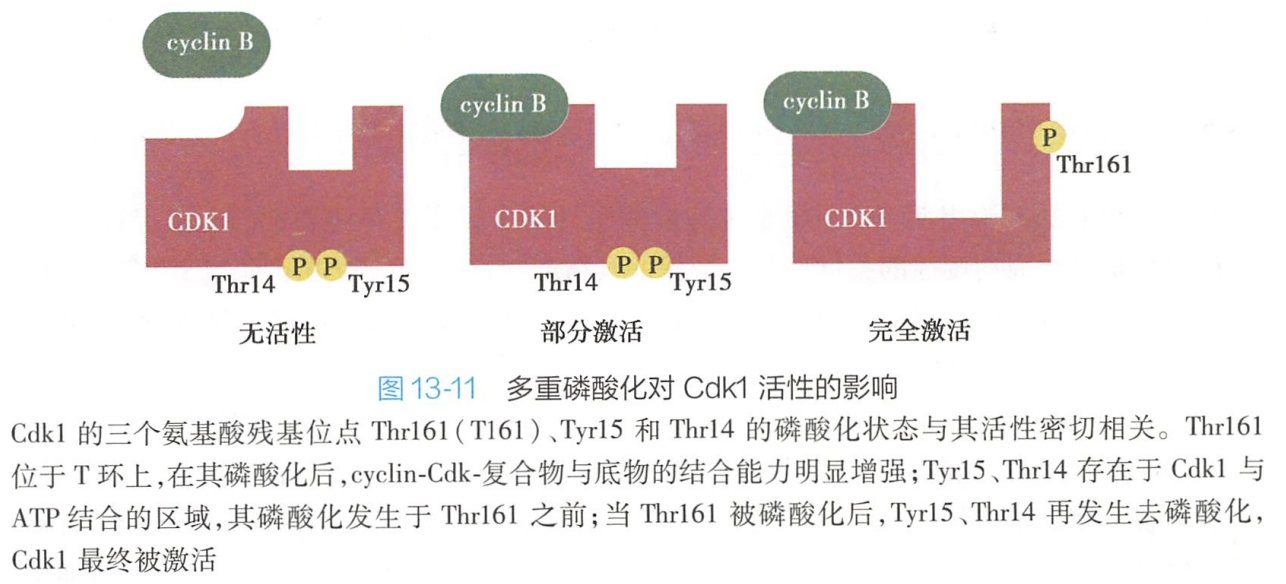 cyclin B
cyclin B
cyclin B
P
Thr161
CDK1
CDK1
CDK1
Thr14 P P Tyr15
Thr14 P P Tyr15
无活性
部分激活
完全激活
图 13-11 多重磷酸化对 Cdk1 活性的影响
Cdk1 的三个氨基酸残基位点 Thr161(T161)、Tyr15 和 Thr14 的磷酸化状态与其活性密切相关。Thr161
位于 T 环上,在其磷酸化后,cyclin-Cdk-复合物与底物的结合能力明显增强;Tyr15、Thr14 存在于 Cdk1 与
ATP 结合的区域,其磷酸化发生于 Thr161 之前;当 Thr161 被磷酸化后,Tyr15、Thr14 再发生去磷酸化,
Cdk1 最终被激活